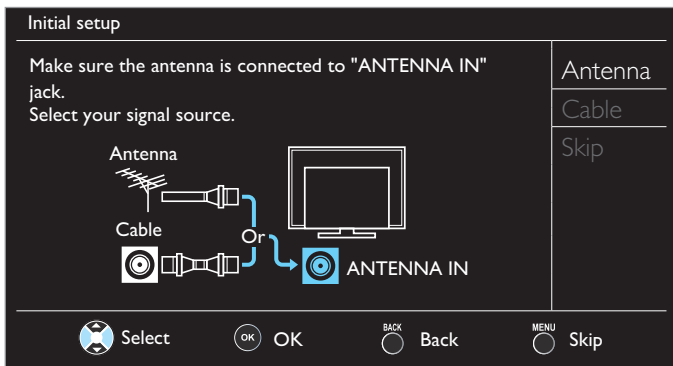 Initial setup
Make sure the antenna is connected to "ANTENNA IN"
jack.
Select your signal source.
Antenna
Cable
Skip
Antenna
Cable
Or
ANTENNA IN
Select
OK
OK
BACK
Back
MENU
Skip